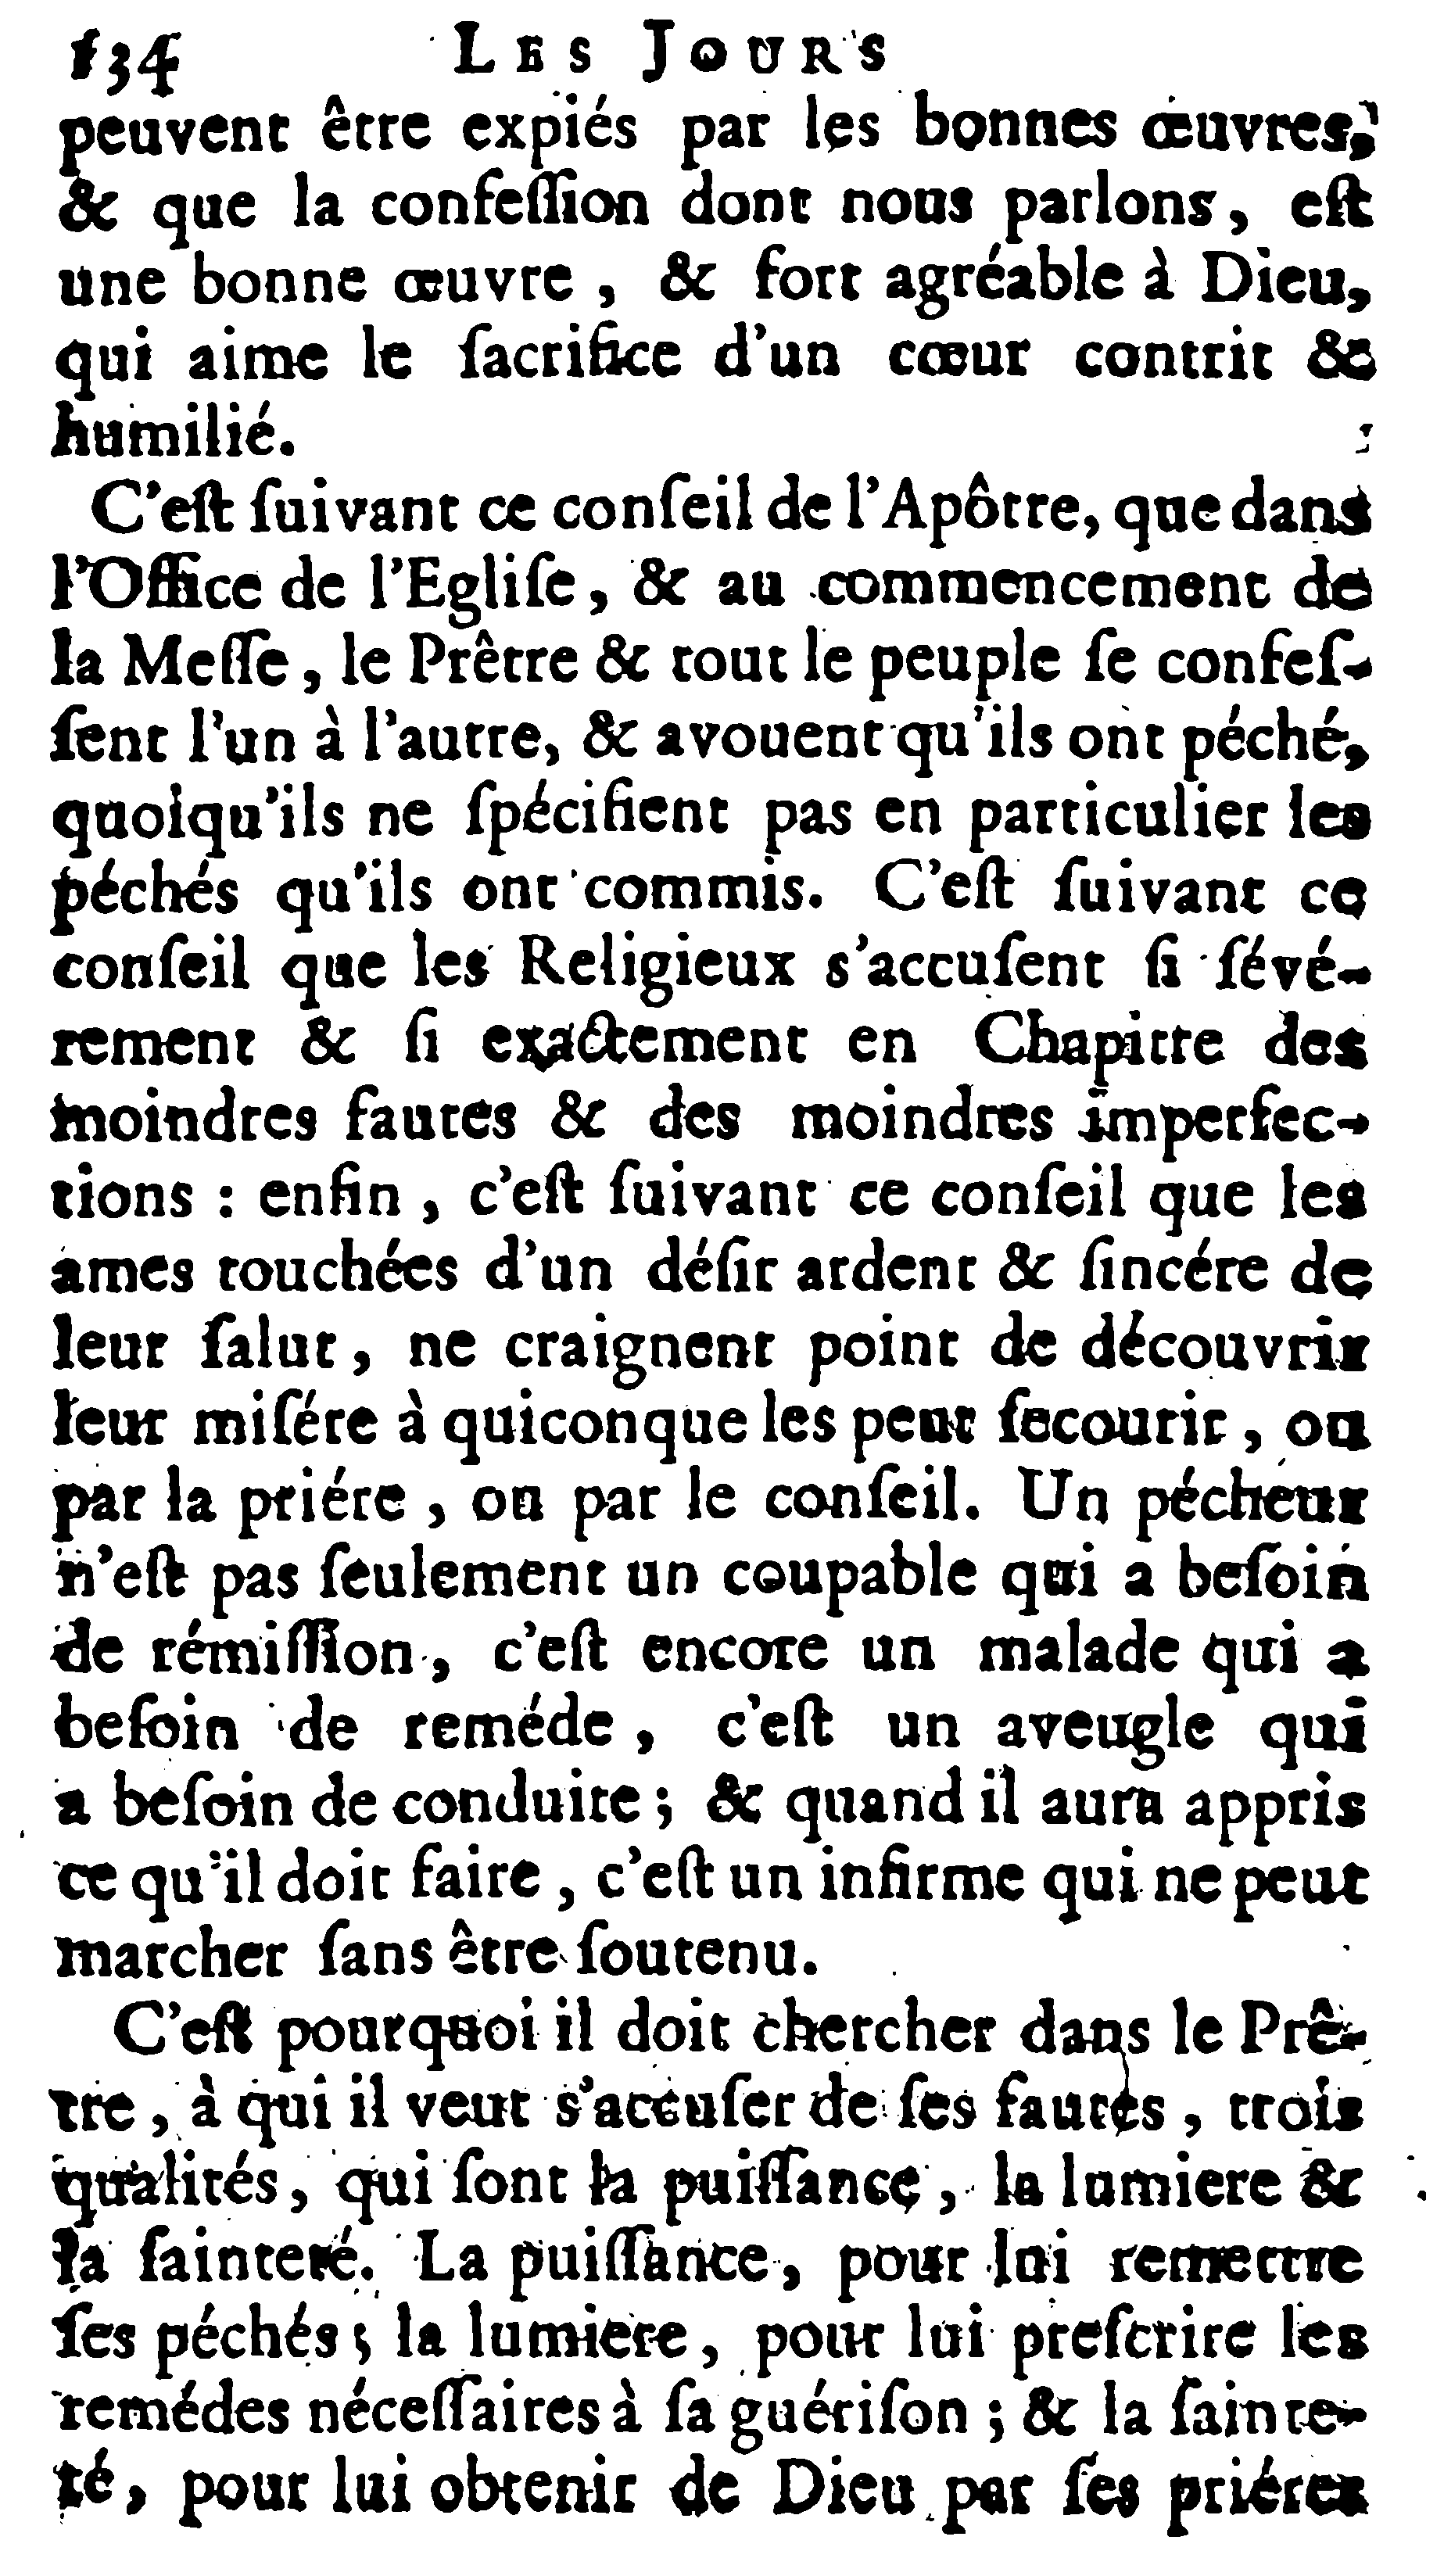 134 LES JOURS
peuvent être expiés par les bonnes œuvres,
& que la confeſſion dont nous parlons, eſt
une bonne œuvre, & fort agréable à Dieu,
qui aime le ſacrifice d'un cœur contrit &
humilié.
C'eſt ſuivant ce conſeil de l'Apôtre, que dans
l'Office de l'Egliſe, & au commencement de
la Meſſe, le Prêtre & tout le peuple ſe confeſ-
ſent l'un à l'autre, & avouent qu'ils ont péché,
quoiqu'ils ne ſpécifient pas en particulier les
péchés qu'ils ont commis. C'eſt ſuivant ce
conſeil que les Religieux s'accuſent ſi ſévé-
rement & ſi exactement en Chapitre des
moindres fautes & des moindres imperfec-
tions : enfin, c'eſt ſuivant ce conſeil que les
ames touchées d'un déſir ardent & ſincére de
leur ſalut, ne craignent point de découvrir
leur miſére à quiconque les peut ſecourir, ou
par la priére, ou par le conſeil. Un pécheur
n'eſt pas ſeulement un coupable qui a beſoin
de rémiſſion, c'eſt encore un malade qui a
beſoin de reméde, c'eſt un aveugle qui
a beſoin de conduite; & quand il aura appris
ce qu'il doit faire, c'eſt un infirme qui ne peut
marcher ſans être ſoutenu.
C'eſt pourquoi il doit chercher dans le Prê-
tre, à qui il veut s'accuſer de ſes fautes, trois
qualités, qui ſont la puiſſance, la lumiere &
la ſainteté. La puiſſance, pour lui remettre
ſes péchés; la lumiere, pour lui preſcrire les
remédes néceſſaires à ſa guériſon; & la ſainte-
té, pour lui obtenir de Dieu par ſes priéres